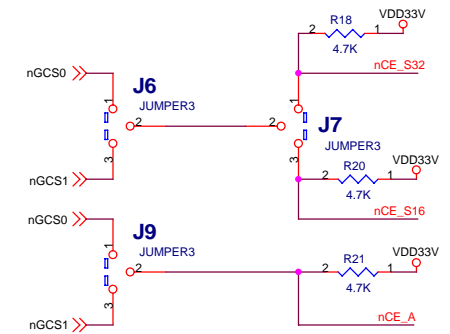 R18
VDD33V
2
1
4.7K
nGCS0
nCE_S32
J6
1
1
JUMPER3
2
2
J7
JUMPER3
3
3
R20
VDD33V
nGCS1
2
1
4.7K
nGCS0
nCE_S16
J9
1
JUMPER3
R21
VDD33V
2
2
1
4.7K
3
nGCS1
nCE_A